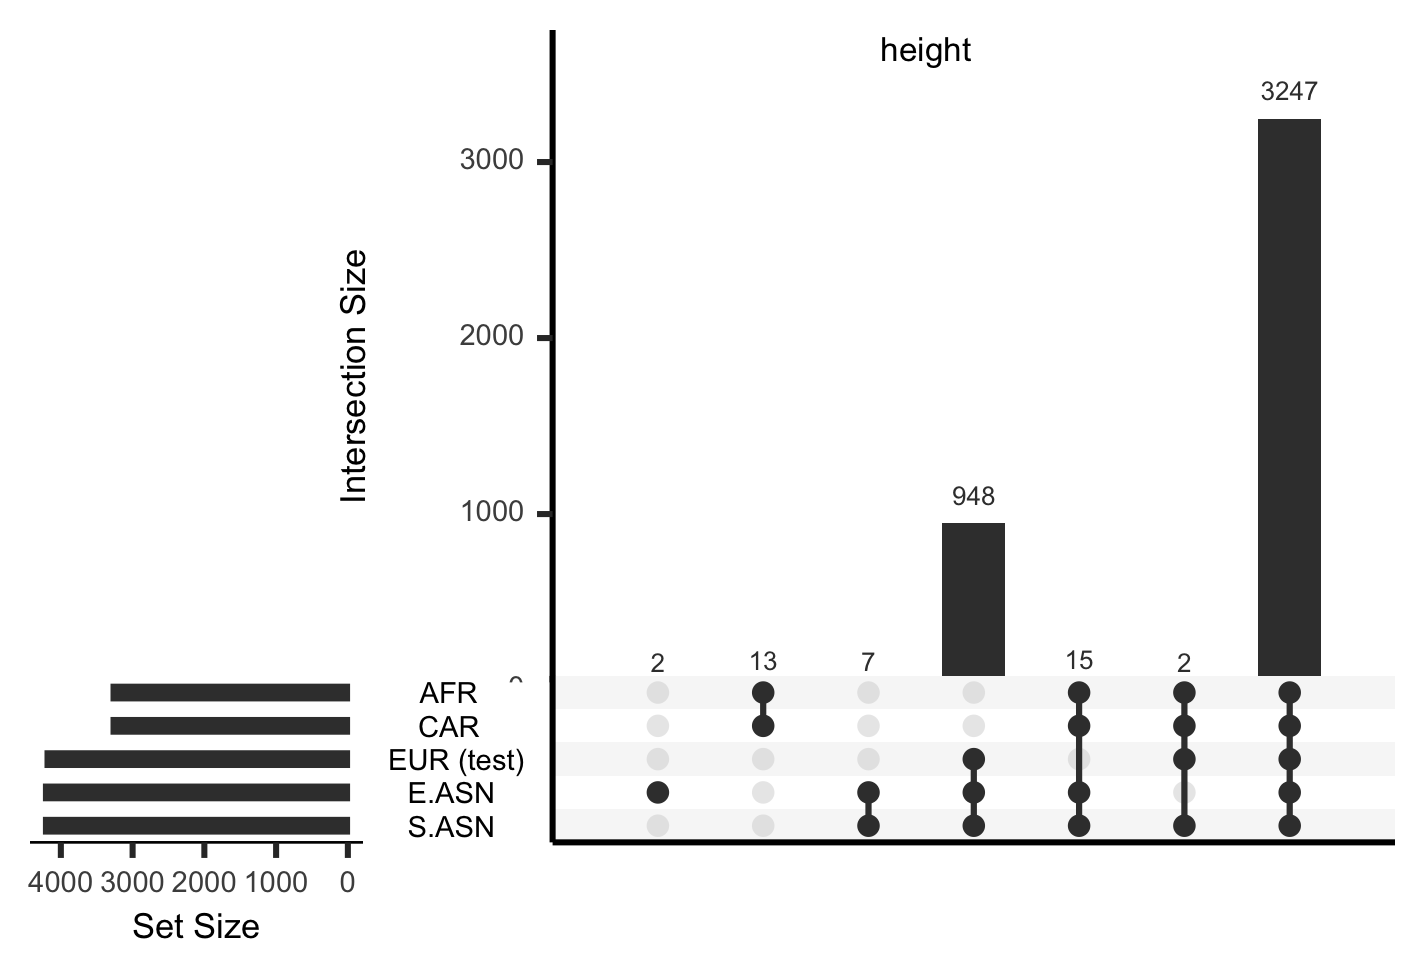 height
3247
3000
Intersection Size
2000
948
1000
2 13 7 15 2
0
AFR
CAR
EUR (test)
E.ASN
S.ASN
4000 3000 2000 1000 0
Set Size